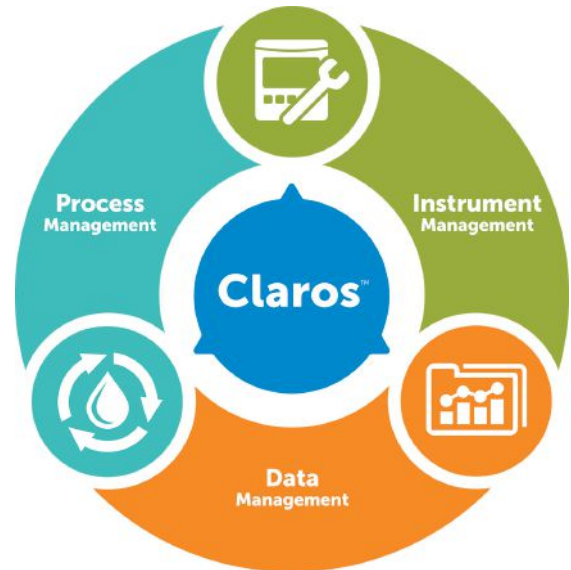 Process
Management
Instrument
Management
Claros™
Data
Management